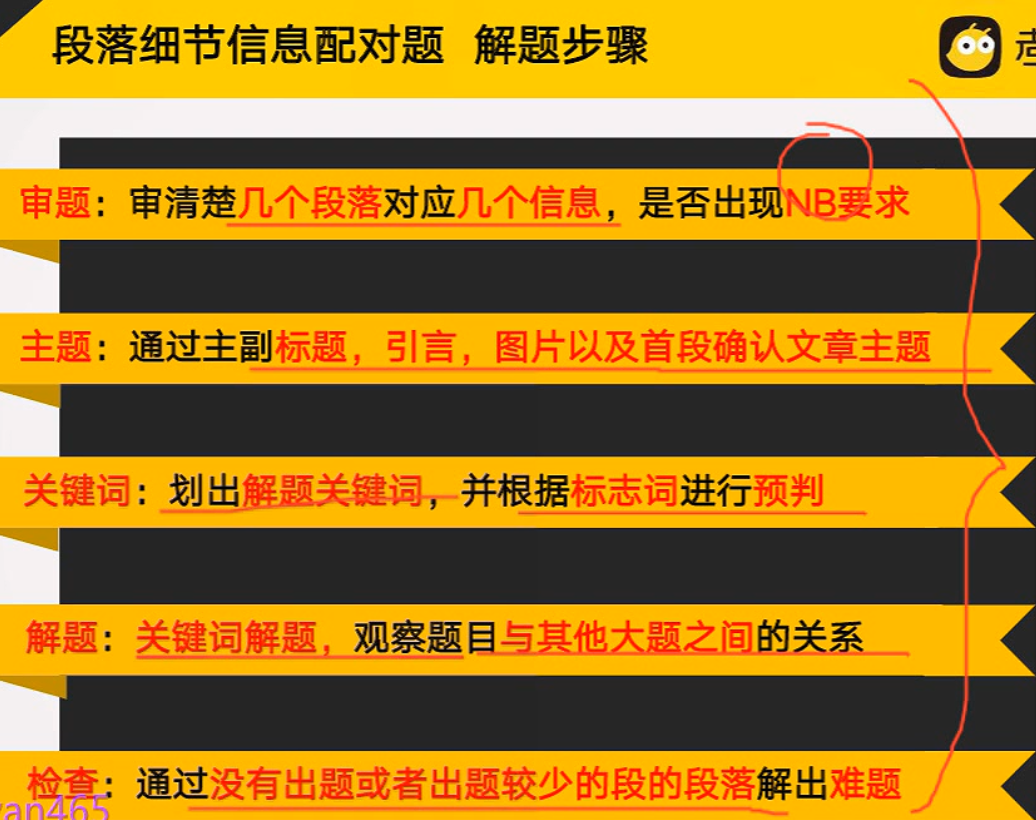 段落细节信息配对题 解题步骤
审题：审清楚几个段落对应几个信息，是否出现NB要求
主题：通过主副标题，引言，图片以及首段确认文章主题
关键词：划出解题关键词，并根据标志词进行预判
解题：关键词解题，观察题目与其他大题之间的关系
检查：通过没有出题或者出题较少的段的段落解出难题